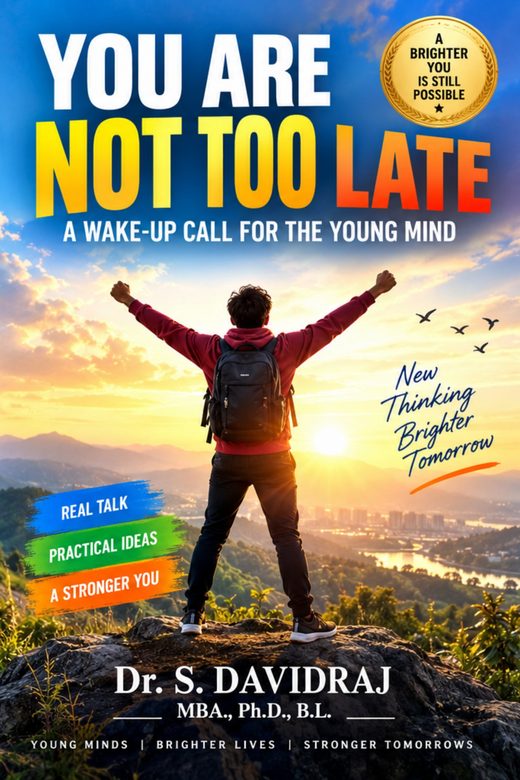 YOU ARE
NOT TOO LATE
A WAKE-UP CALL FOR THE YOUNG MIND
A
BRIGHTER
YOU
IS STILL
POSSIBLE
New
Thinking
Brighter
Tomorrow
REAL TALK
PRACTICAL IDEAS
A STRONGER YOU
Dr. S. DAVIDRAJ
MBA., Ph.D., B.L.
YOUNG MINDS | BRIGHTER LIVES | STRONGER TOMORROWS